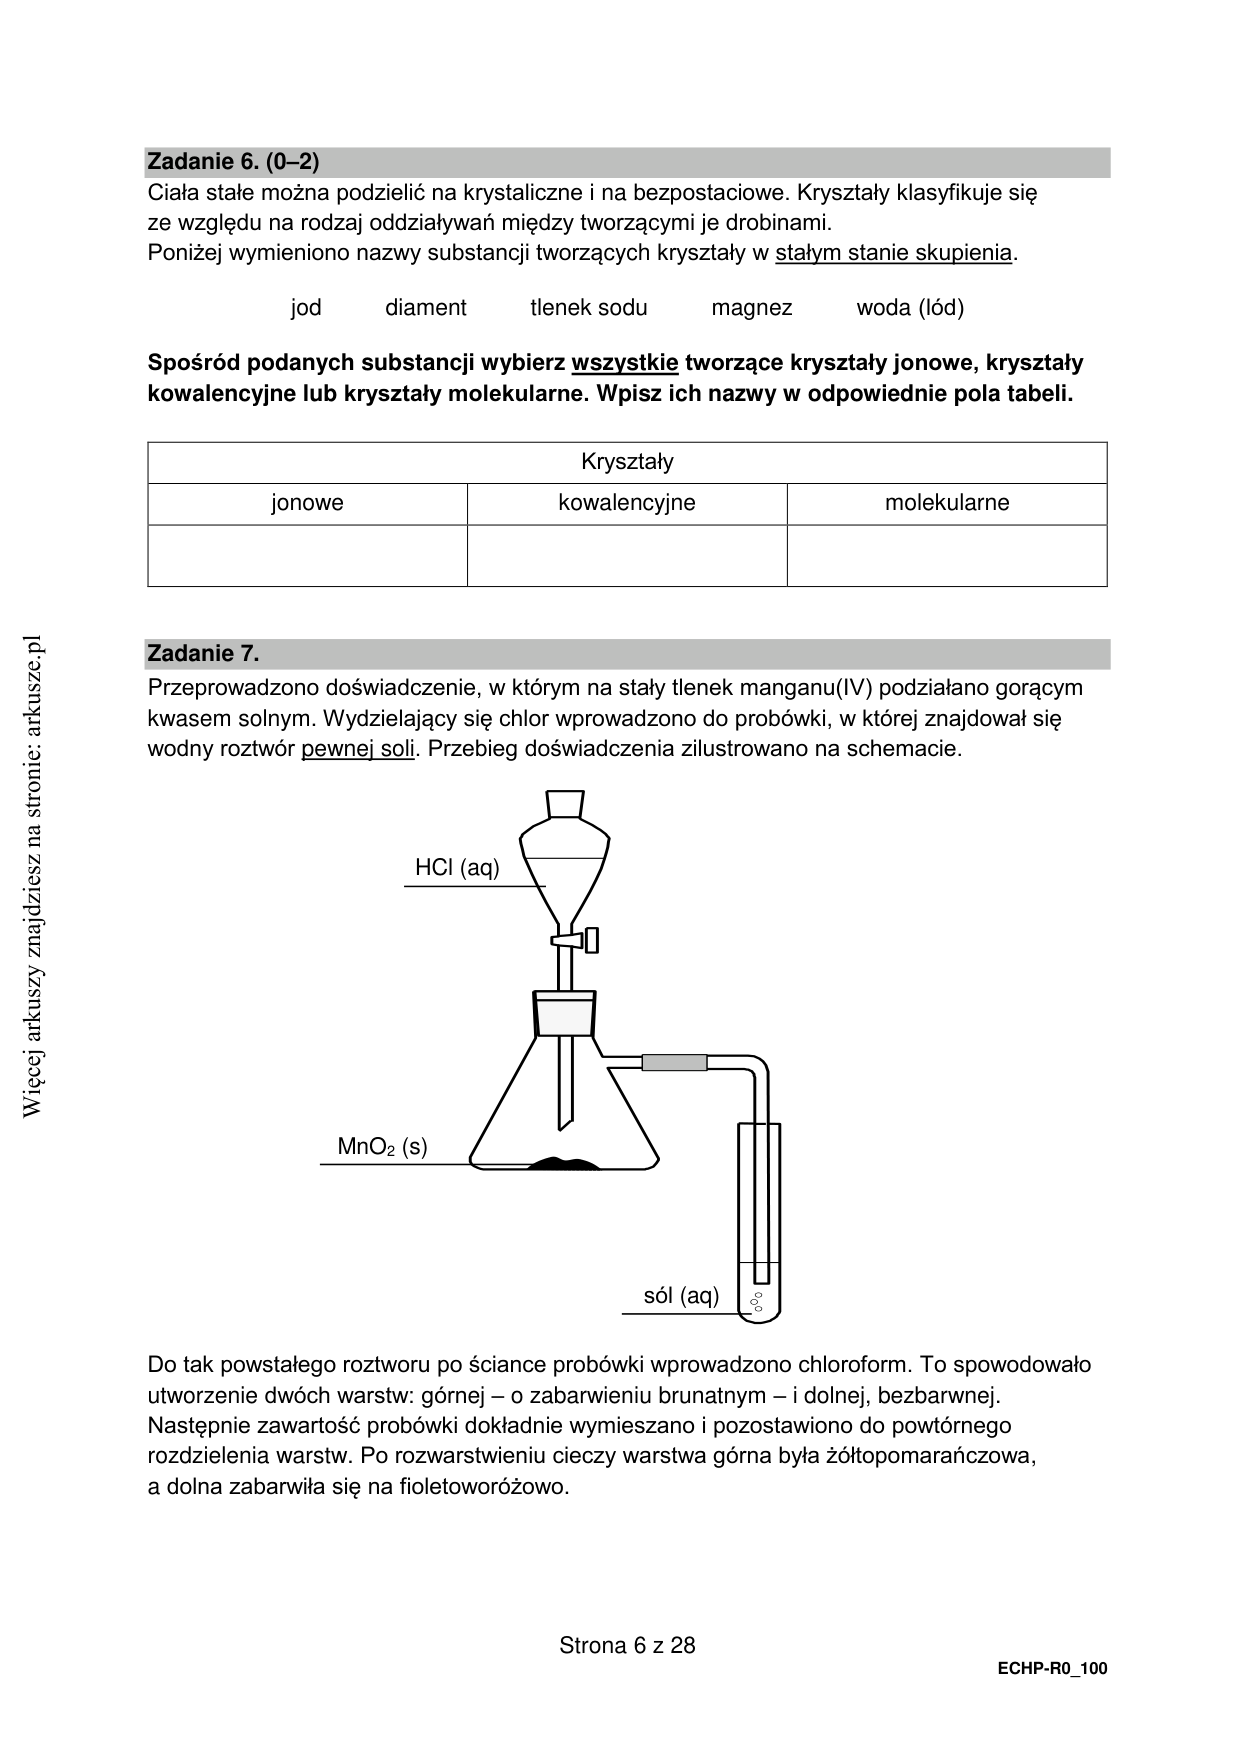 Zadanie 6. (0–2)
Ciała stałe można podzielić na krystaliczne i na bezpostaciowe. Kryształy klasyfikuje się
ze względu na rodzaj oddziaływań między tworzącymi je drobinami.
Poniżej wymieniono nazwy substancji tworzących kryształy w stałym stanie skupienia.
jod diament tlenek sodu magnez woda (lód)
Spośród podanych substancji wybierz wszystkie tworzące kryształy jonowe, kryształy
kowalencyjne lub kryształy molekularne. Wpisz ich nazwy w odpowiednie pola tabeli.
Kryształy
jonowe kowalencyjne molekularne
Zadanie 7.
Przeprowadzono doświadczenie, w którym na stały tlenek manganu(IV) podziałano gorącym
kwasem solnym. Wydzielający się chlor wprowadzono do probówki, w której znajdował się
wodny roztwór pewnej soli. Przebieg doświadczenia zilustrowano na schemacie.
HCl (aq)
MnO₂ (s)
sól (aq)
Do tak powstałego roztworu po ściance probówki wprowadzono chloroform. To spowodowało
utworzenie dwóch warstw: górnej – o zabarwieniu brunatnym – i dolnej, bezbarwnej.
Następnie zawartość probówki dokładnie wymieszano i pozostawiono do powtórnego
rozdzielenia warstw. Po rozwarstwieniu cieczy warstwa górna była żółtopomarańczowa,
a dolna zabarwiła się na fioletoworóżowo.
Strona 6 z 28
ECHP-R0_100
Więcej arkuszy znajdziesz na stronie: arkusze.pl